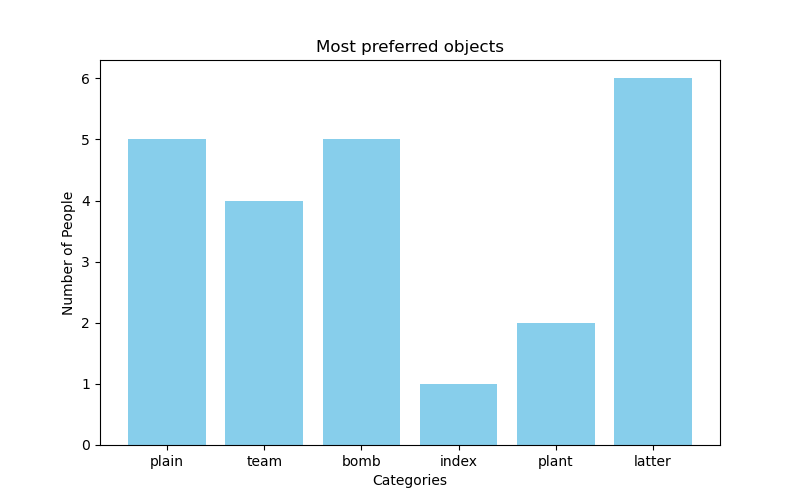 Most preferred objects
Number of People
6
5
4
3
2
1
0
plain team bomb index plant latter
Categories